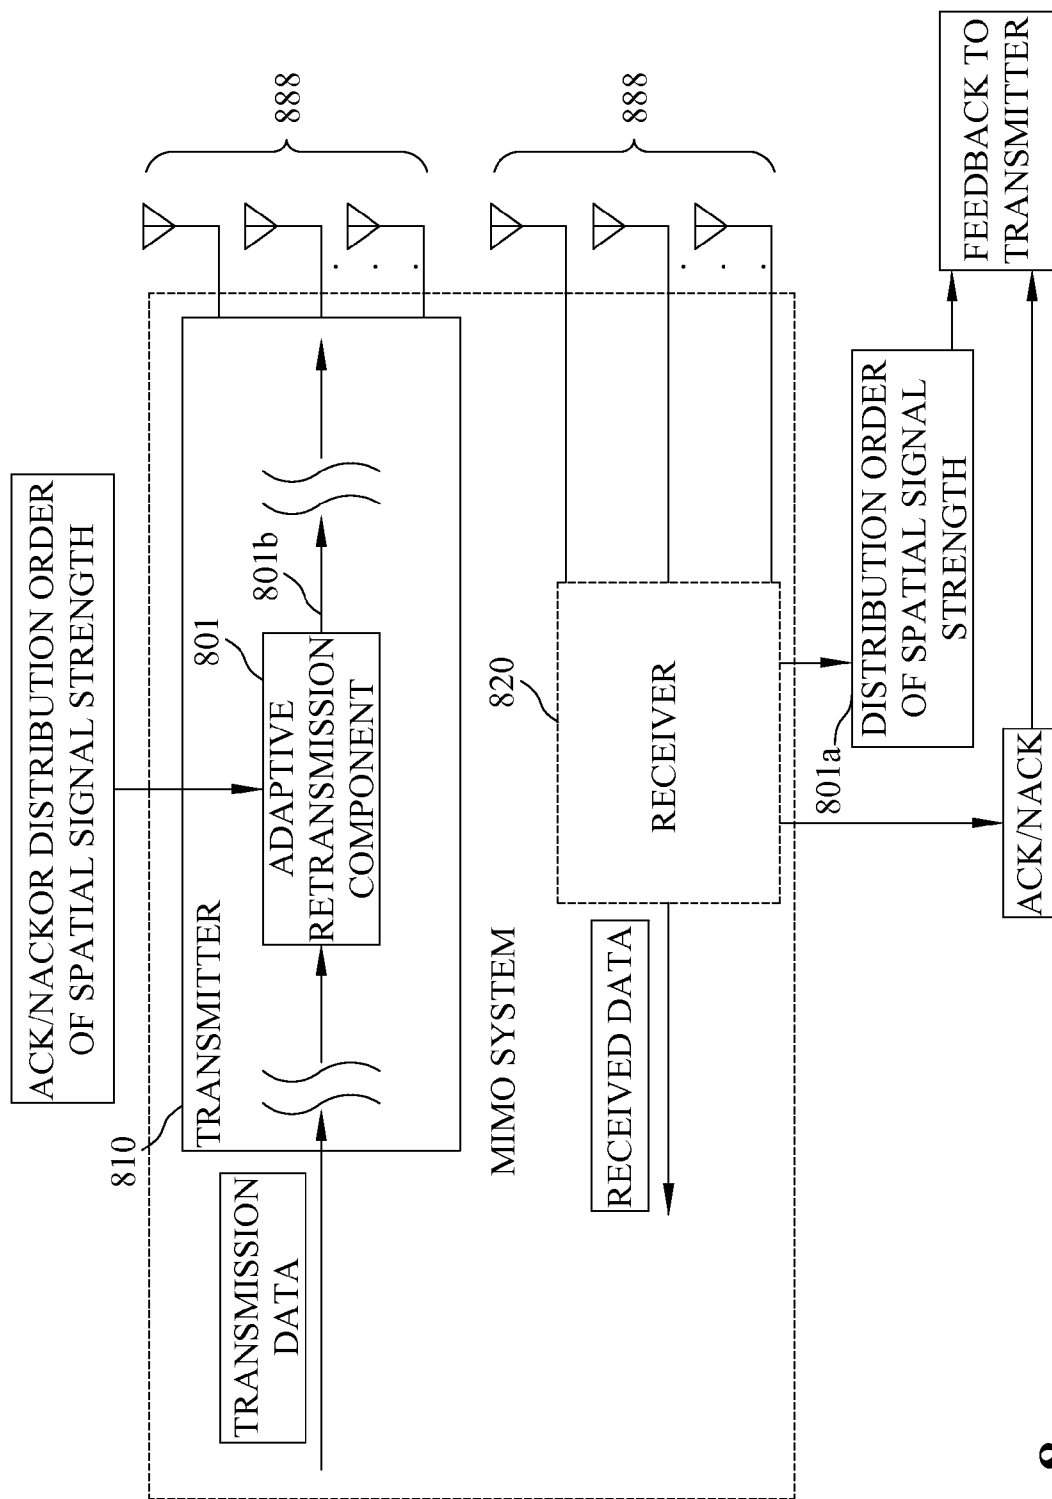 ACK/NACKOR DISTRIBUTION ORDER
OF SPATIAL SIGNAL STRENGTH
810
TRANSMITTER
TRANSMISSION
DATA
801
801b
ADAPTIVE
RETRANSMISSION
COMPONENT
888
MIMO SYSTEM
RECEIVED DATA
820
RECEIVER
888
801a
DISTRIBUTION ORDER
OF SPATIAL SIGNAL
STRENGTH
ACK/NACK
FEEDBACK TO
TRANSMITTER